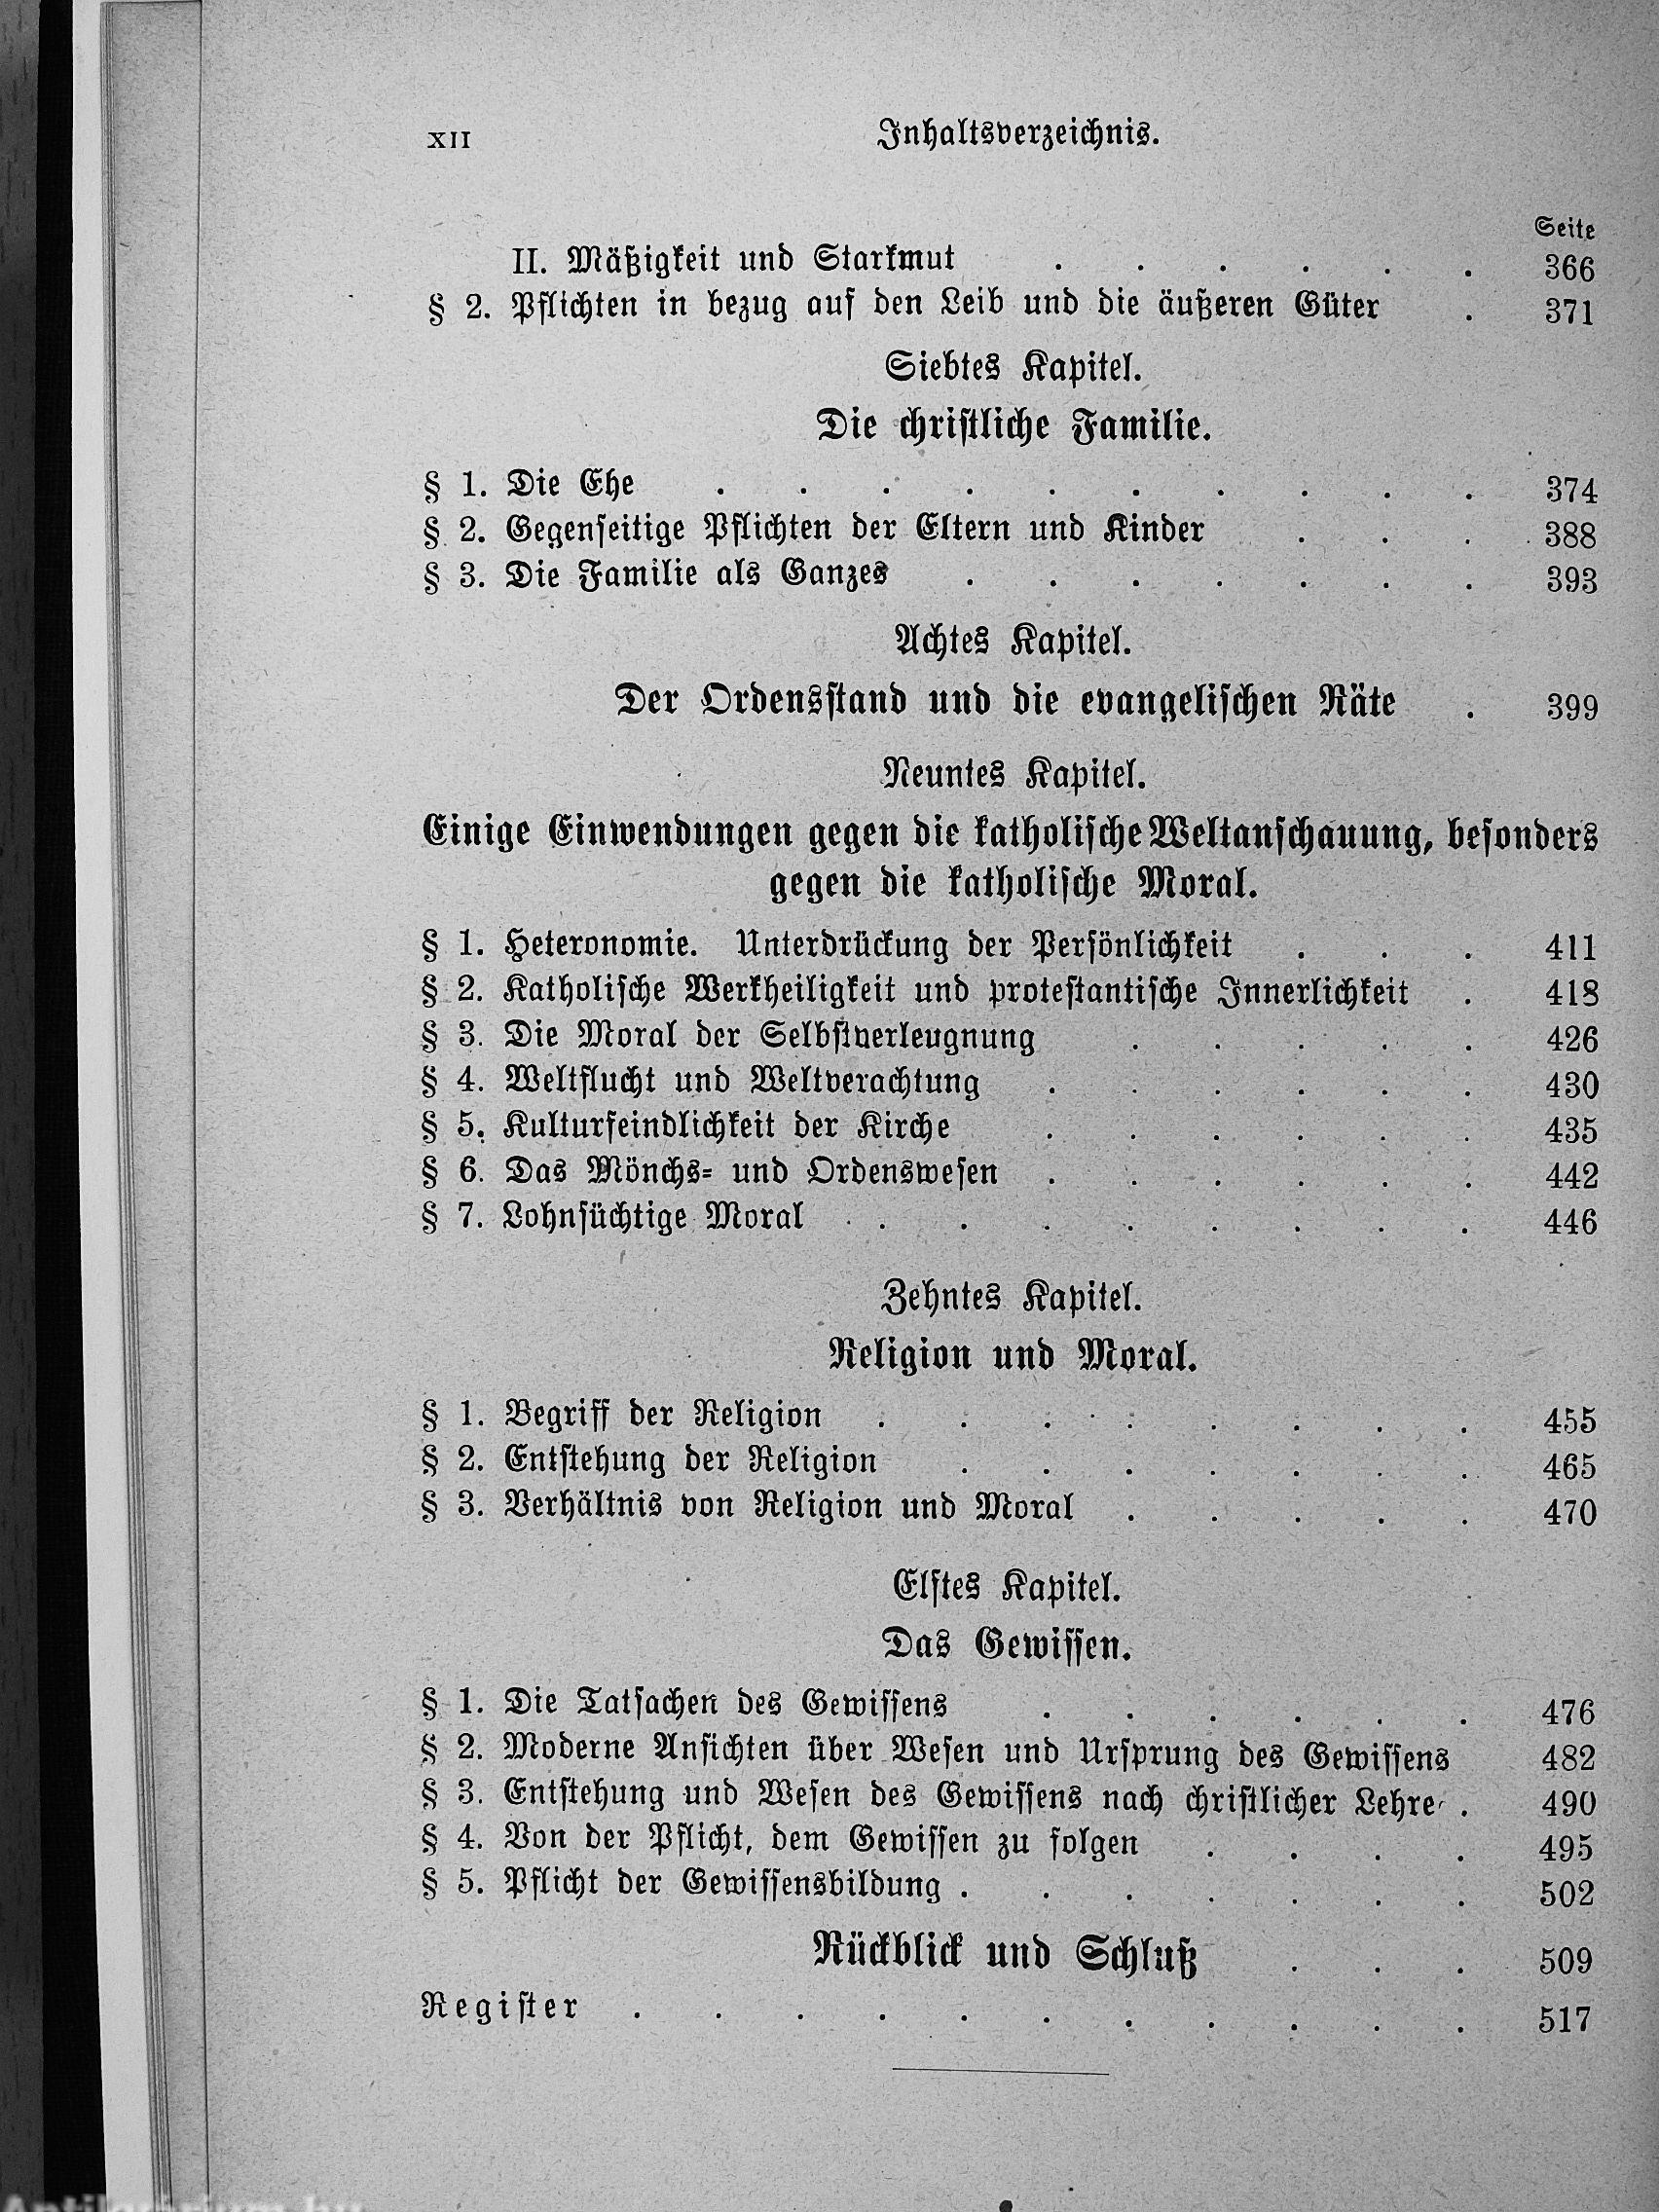 XII
Inhaltsverzeichnis.
Seite
II. Mäßigkeit und Starkmut . . . . . . 366
§ 2. Pflichten in bezug auf den Leib und die äußeren Güter . 371
Siebtes Kapitel.
Die christliche Familie.
§ 1. Die Ehe . . . . . . . . . . 374
§ 2. Gegenseitige Pflichten der Eltern und Kinder . . . 388
§ 3. Die Familie als Ganzes . . . . . . . 393
Achtes Kapitel.
Der Ordensstand und die evangelischen Räte . 399
Neuntes Kapitel.
Einige Einwendungen gegen die katholische Weltanschauung, besonders
gegen die katholische Moral.
§ 1. Heteronomie. Unterdrückung der Persönlichkeit . . . 411
§ 2. Katholische Werkheiligkeit und protestantische Innerlichkeit . 418
§ 3. Die Moral der Selbstverleugnung . . . . . 426
§ 4. Weltflucht und Weltverachtung . . . . . . 430
§ 5. Kulturfeindlichkeit der Kirche . . . . . . 435
§ 6. Das Mönchs- und Ordenswesen . . . . . . 442
§ 7. Lohnsüchtige Moral . . . . . . . . 446
Zehntes Kapitel.
Religion und Moral.
§ 1. Begriff der Religion . . . . . . . . 455
§ 2. Entstehung der Religion . . . . . . . 465
§ 3. Verhältnis von Religion und Moral . . . . . 470
Elftes Kapitel.
Das Gewissen.
§ 1. Die Tatsachen des Gewissens . . . . . . 476
§ 2. Moderne Ansichten über Wesen und Ursprung des Gewissens 482
§ 3. Entstehung und Wesen des Gewissens nach christlicher Lehre . 490
§ 4. Von der Pflicht, dem Gewissen zu folgen . . . . 495
§ 5. Pflicht der Gewissensbildung . . . . . . . 502
Rückblick und Schluß . . . 509
Register . . . . . . . . . . . 517